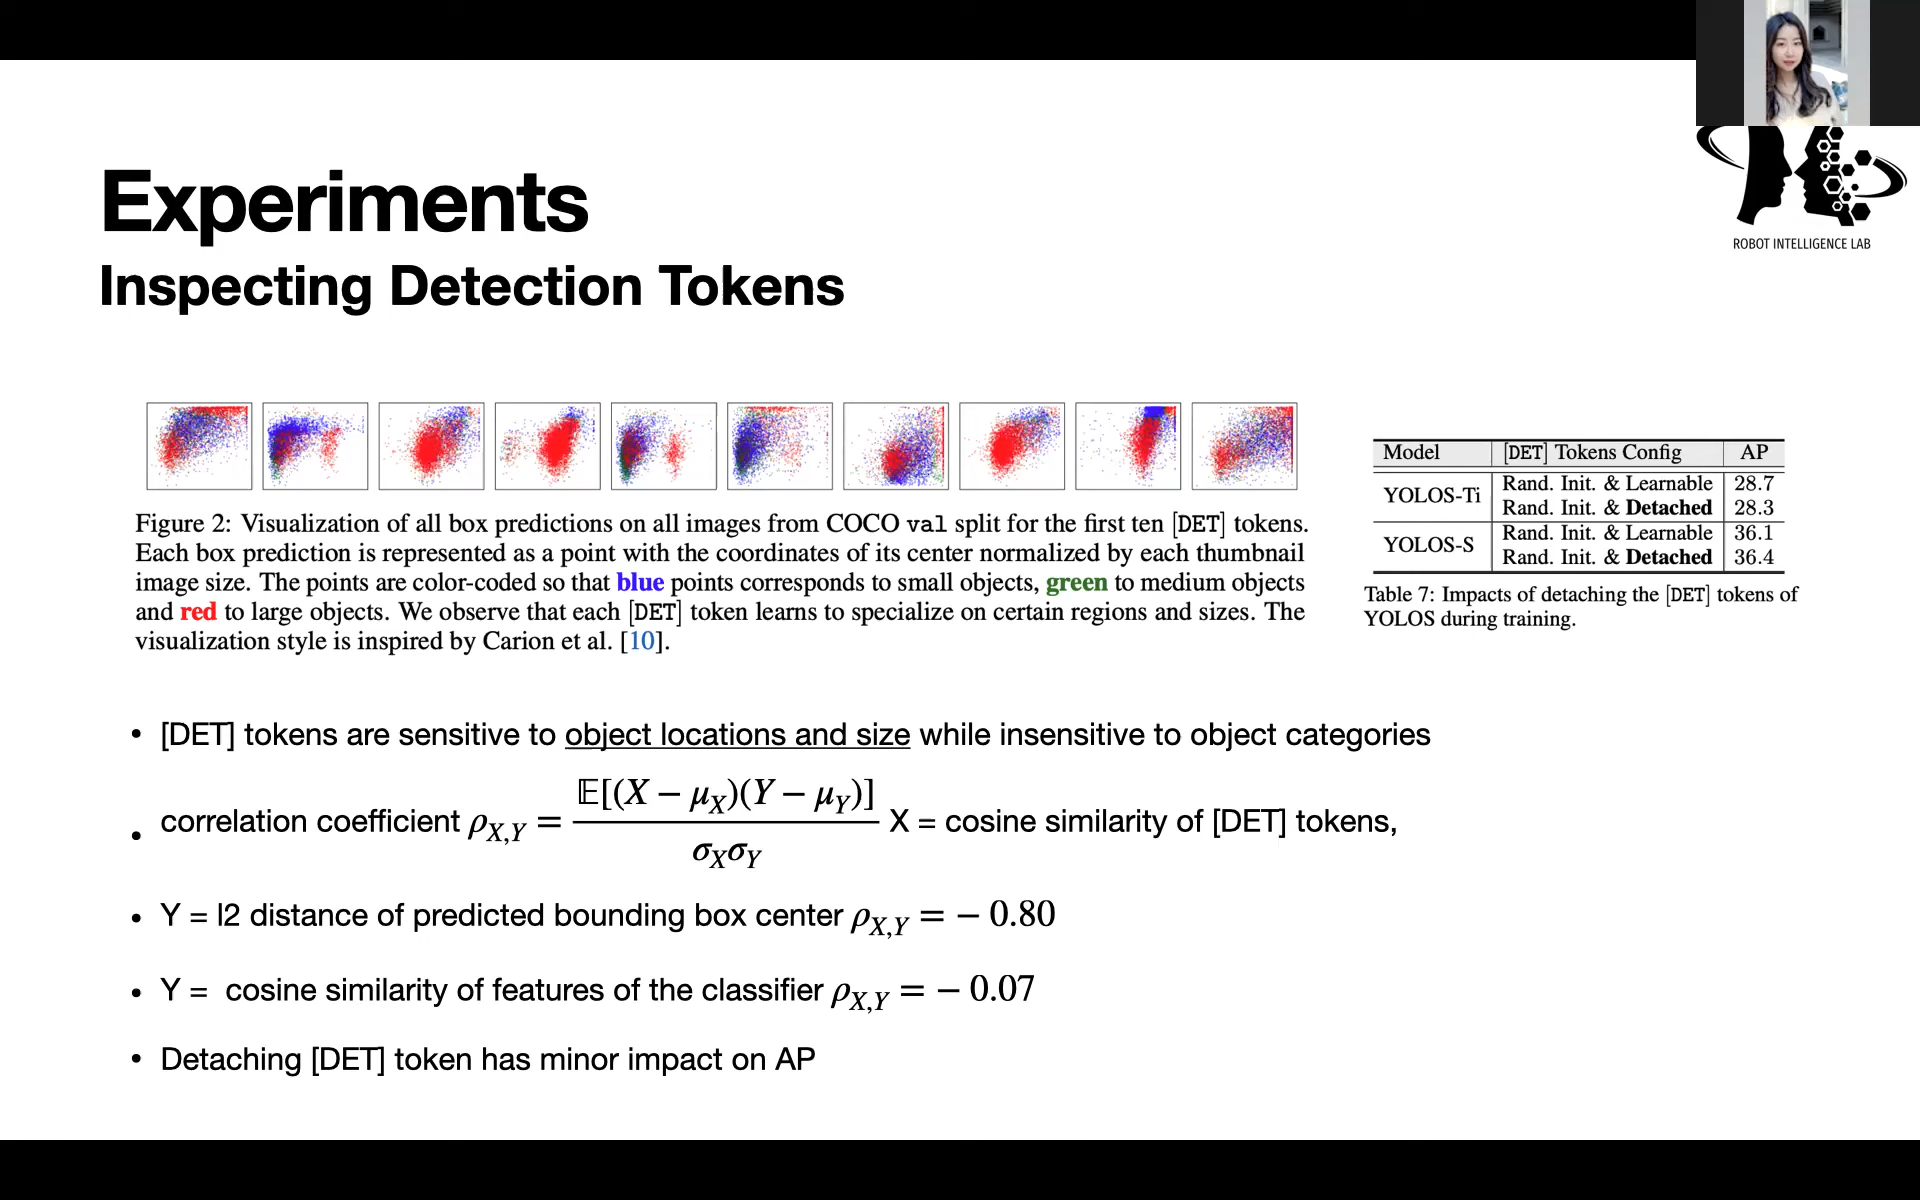 Experiments
Inspecting Detection Tokens
ROBOT INTELLIGENCE LAB
Figure 2: Visualization of all box predictions on all images from COCO val split for the first ten [DET] tokens.
Each box prediction is represented as a point with the coordinates of its center normalized by each thumbnail
image size. The points are color-coded so that blue points corresponds to small objects, green to medium objects
and red to large objects. We observe that each [DET] token learns to specialize on certain regions and sizes. The
visualization style is inspired by Carion et al. [10].
Model [DET] Tokens Config AP
YOLOS-Ti Rand. Init. & Learnable 28.7
Rand. Init. & Detached 28.3
YOLOS-S Rand. Init. & Learnable 36.1
Rand. Init. & Detached 36.4
Table 7: Impacts of detaching the [DET] tokens of
YOLOS during training.
• [DET] tokens are sensitive to object locations and size while insensitive to object categories
• correlation coefficient ρ_{X,Y} = \frac{𝔼[(X − μ_X)(Y − μ_Y)]}{σ_Xσ_Y} X = cosine similarity of [DET] tokens,
• Y = l2 distance of predicted bounding box center ρ_{X,Y} = − 0.80
• Y = cosine similarity of features of the classifier ρ_{X,Y} = − 0.07
• Detaching [DET] token has minor impact on AP